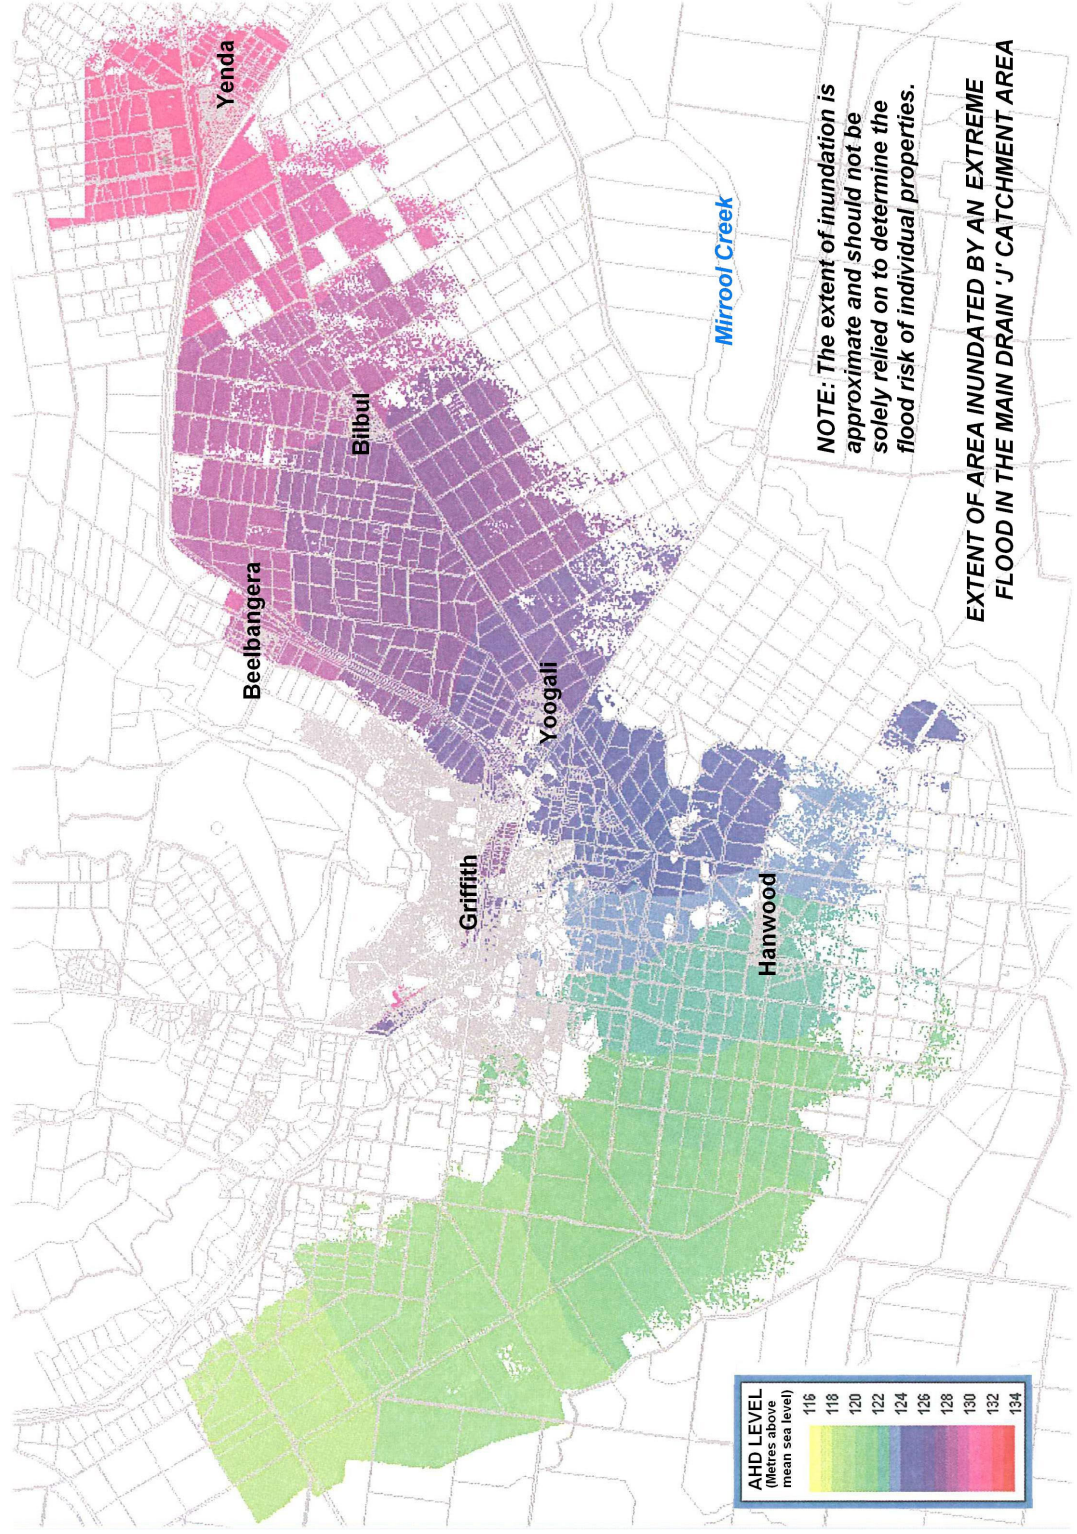 Yenda
Bilbul
Beelbangera
Yoogali
Griffith
Hanwood
Mirrool Creek
NOTE: The extent of inundation is
approximate and should not be
solely relied on to determine the
flood risk of individual properties.
EXTENT OF AREA INUNDATED BY AN EXTREME
FLOOD IN THE MAIN DRAIN 'J' CATCHMENT AREA
AHD LEVEL
(Metres above
mean sea level)
116
118
120
122
124
126
128
130
132
134